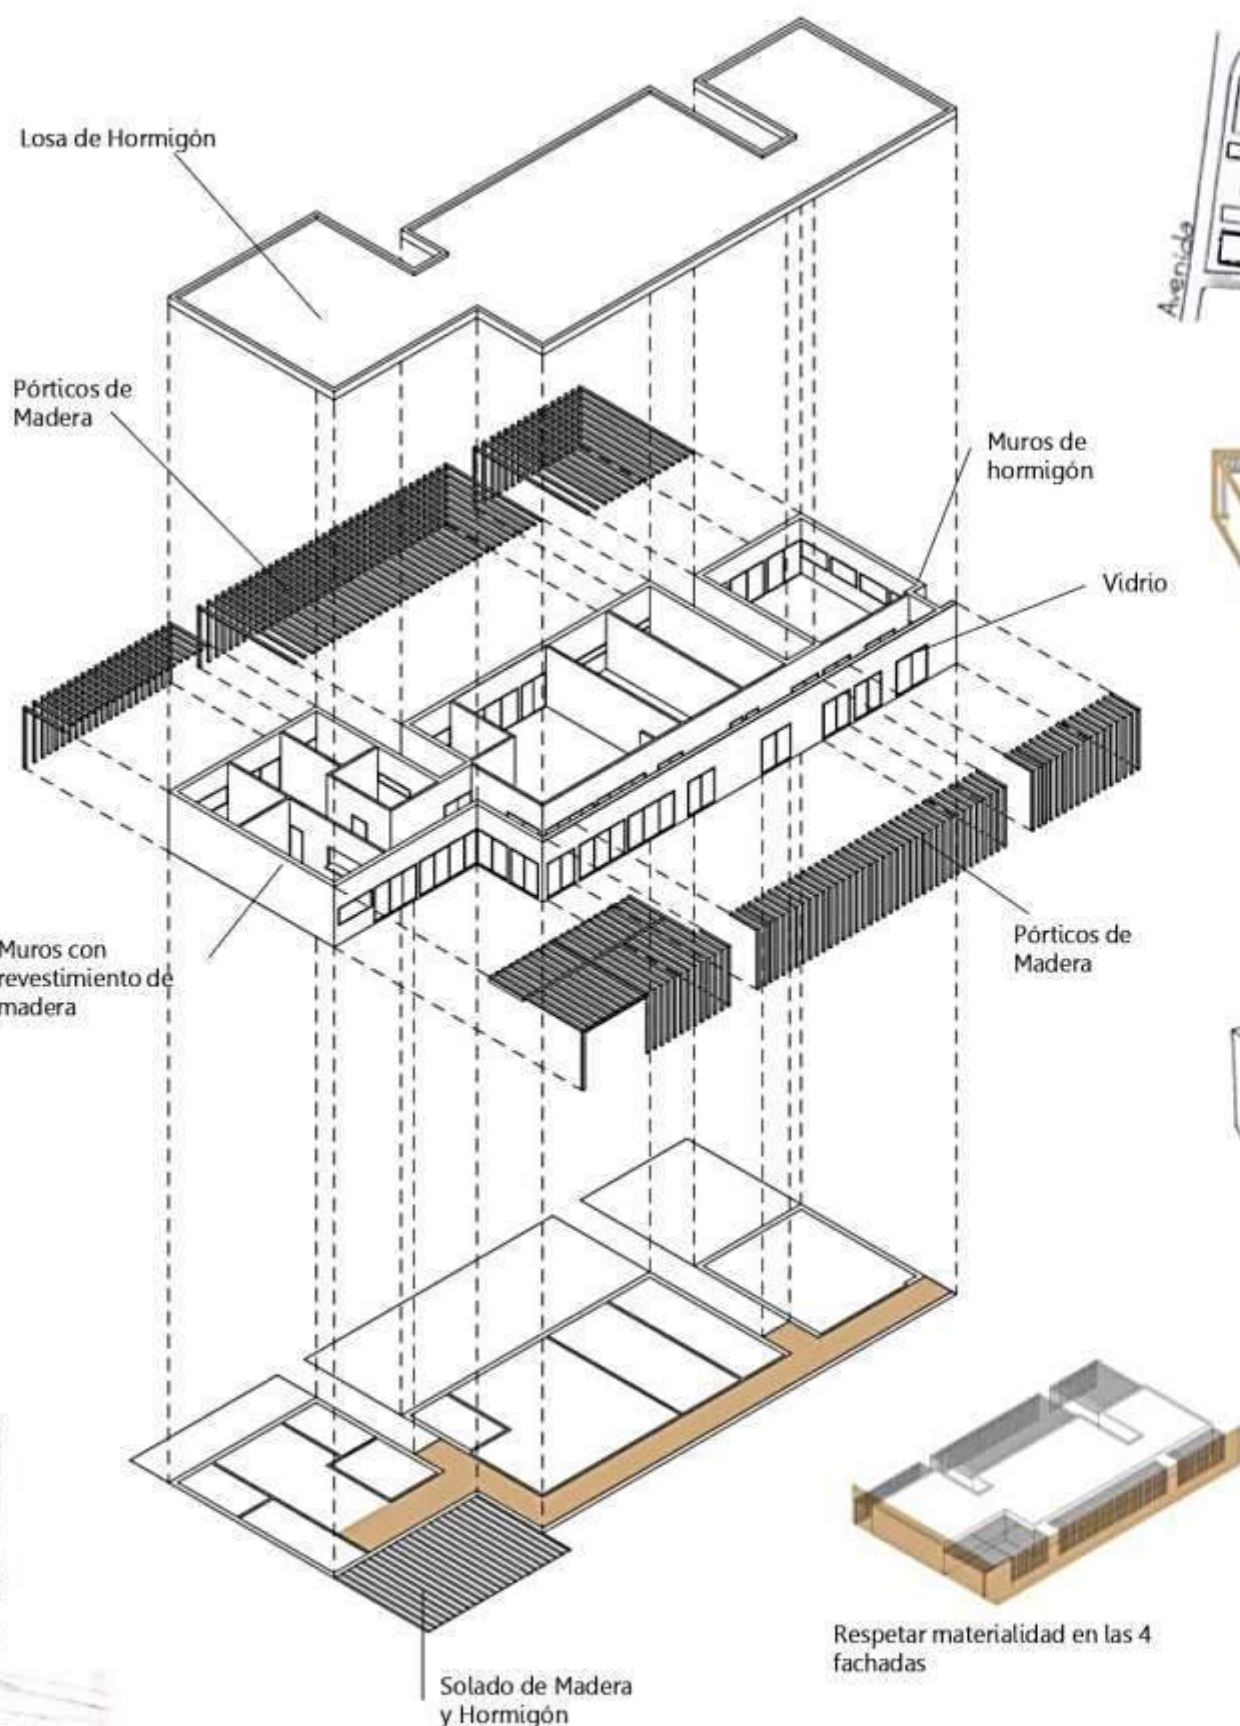 Losa de Hormigón
Avenida
Pórticos de
Madera
Muros de
hormigón
Vidrio
Muros con
revestimiento de
madera
Pórticos de
Madera
Respetar materialidad en las 4
fachadas
Solado de Madera
y Hormigón